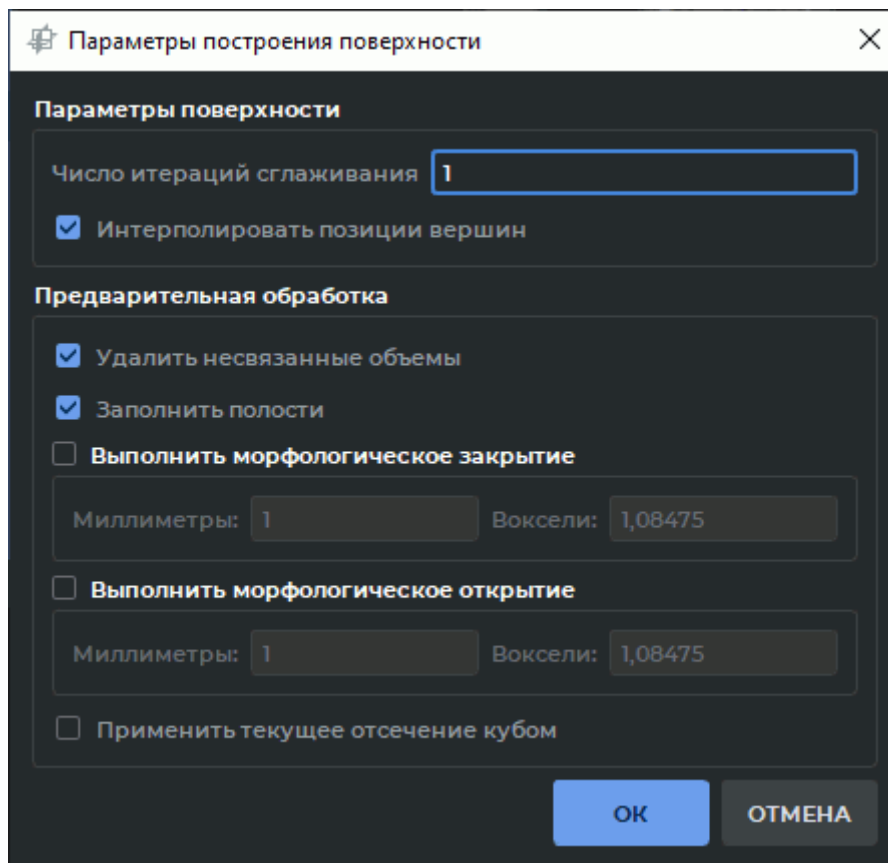 Параметры построения поверхности
Параметры поверхности
Число итераций сглаживания 1
Интерполировать позиции вершин
Предварительная обработка
Удалить несвязанные объемы
Заполнить полости
Выполнить морфологическое закрытие
Миллиметры: 1 Воксели: 1,08475
Выполнить морфологическое открытие
Миллиметры: 1 Воксели: 1,08475
Применить текущее отсечение кубом
ОК ОТМЕНА